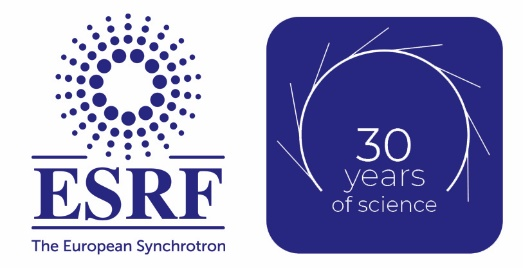 ESRF
The European Synchrotron
30
years
of science